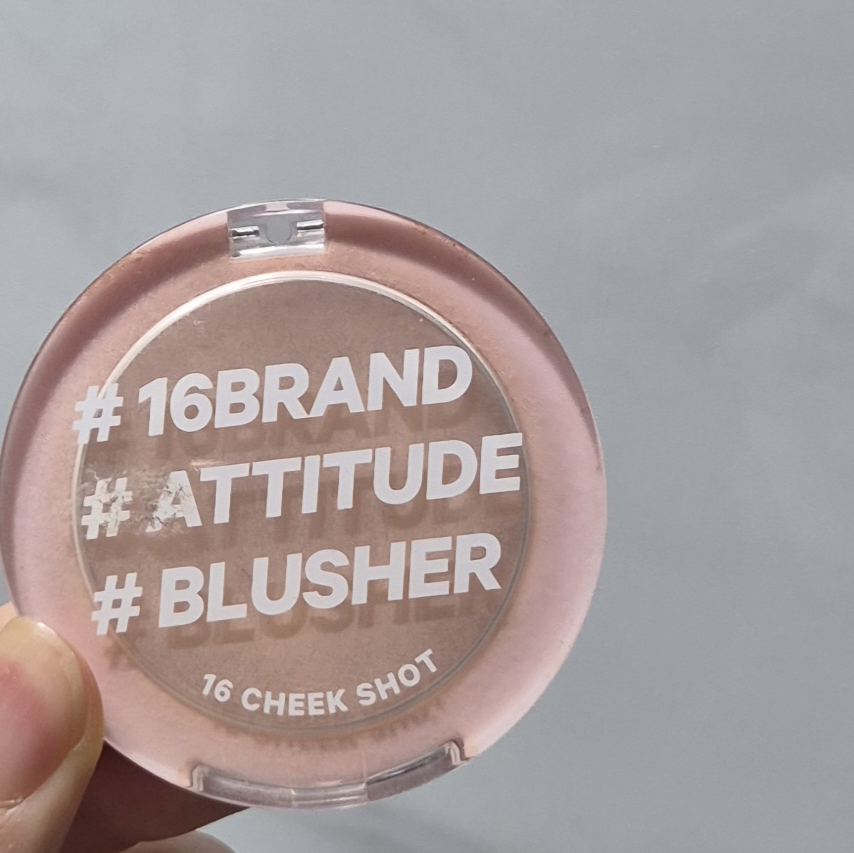 # 16BRAND
# ATTITUDE
# BLUSHER
16 CHEEK SHOT